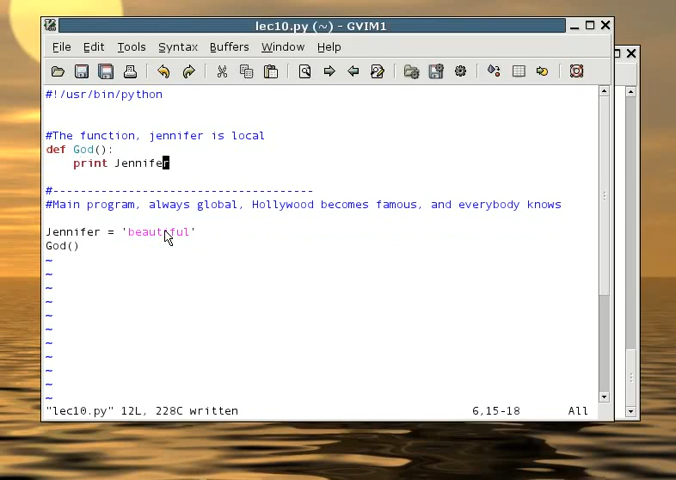 lec10.py (~) - GVIM1
File Edit Tools Syntax Buffers Window Help
#!/usr/bin/python
#The function, jennifer is local
def God():
    print Jennifer
#--------------------------------------
#Main program, always global, Hollywood becomes famous, and everybody knows
Jennifer = 'beautiful'
God()
~
~
~
~
~
~
~
~
~
~
~
"lec10.py" 12L, 228C written 6,15-18 All